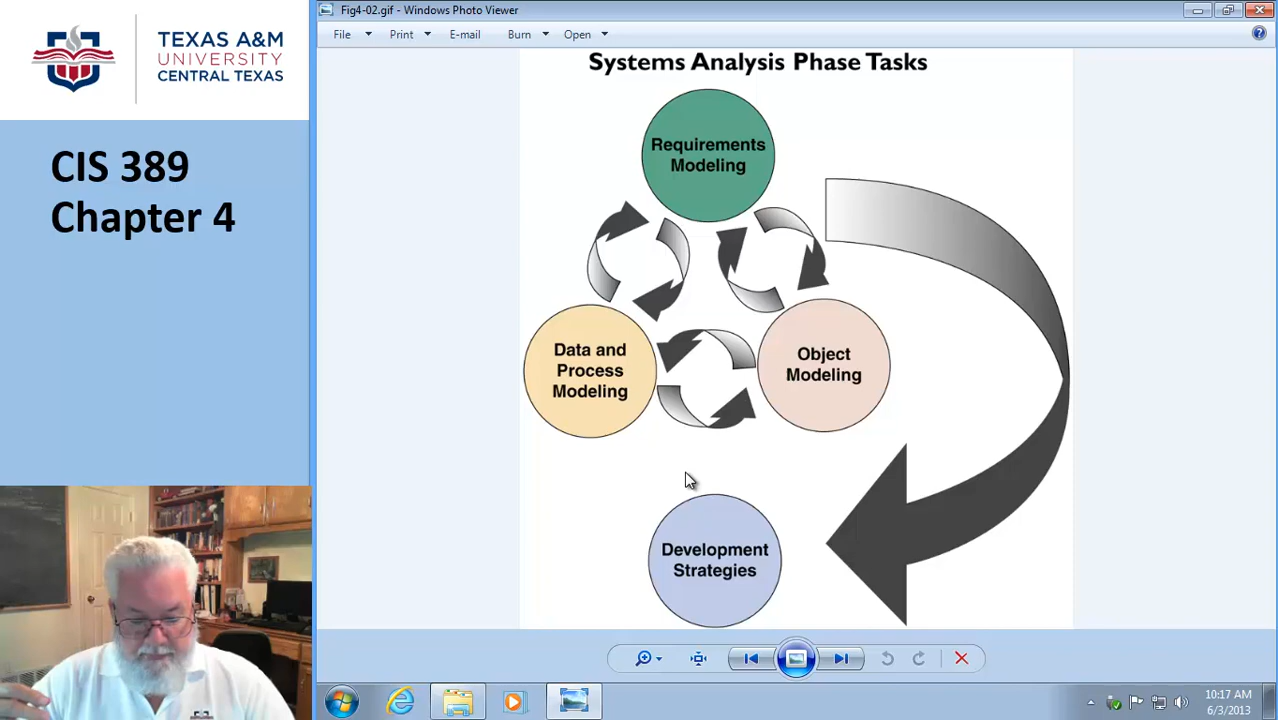 TEXAS A&M
UNIVERSITY
CENTRAL TEXAS
CIS 389
Chapter 4
Fig4-02.gif - Windows Photo Viewer
File Print E-mail Burn Open
Systems Analysis Phase Tasks
Requirements
Modeling
Data and
Process
Modeling
Object
Modeling
Development
Strategies
10:17 AM
6/3/2013